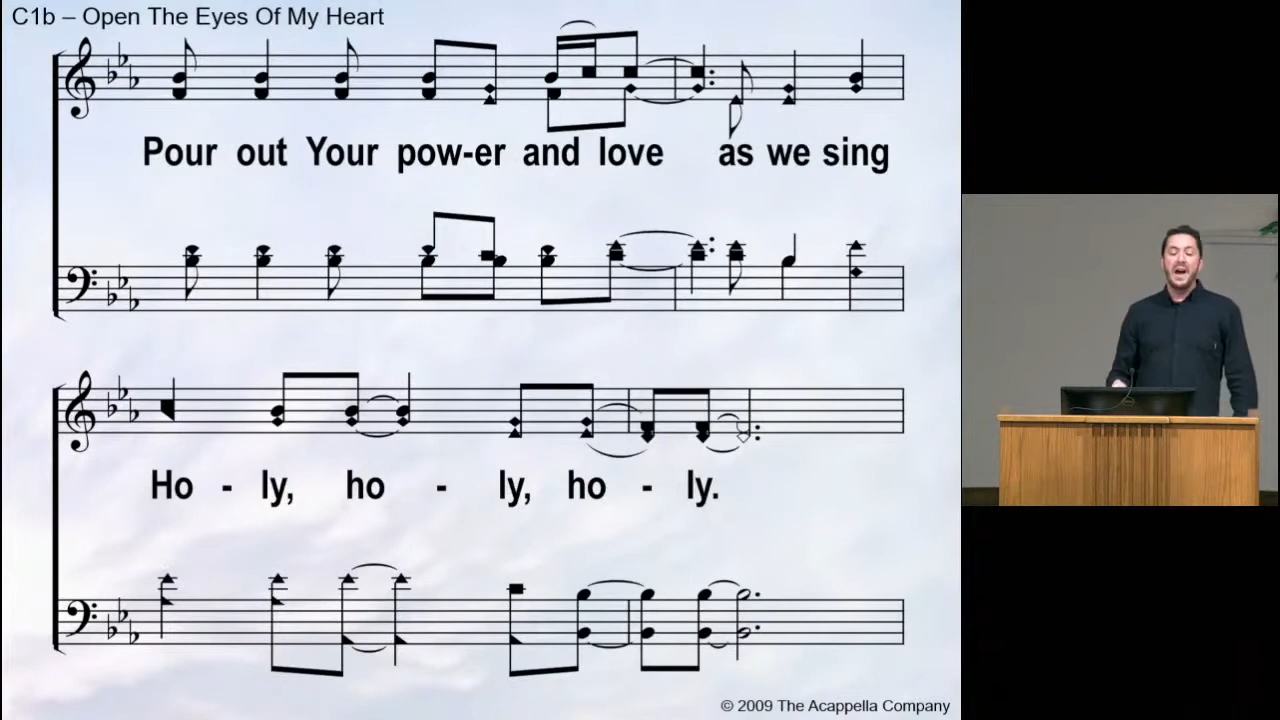 C1b – Open The Eyes Of My Heart
Pour out Your pow-er and love as we sing
Ho - ly, ho - ly, ho - ly.
© 2009 The Acappella Company